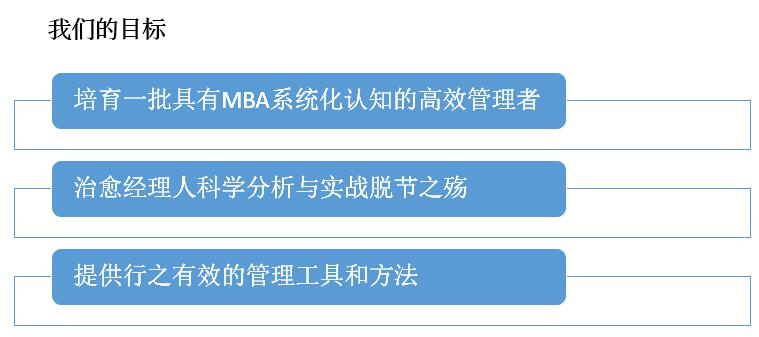 我们的目标
培育一批具有MBA系统化认知的高效管理者
治愈经理人科学分析与实战脱节之殇
提供行之有效的管理工具和方法